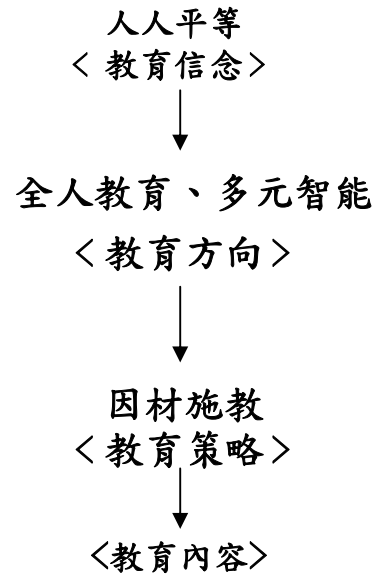 人人平等
< 教育信念>
全人教育、多元智能
< 教育方向>
因材施教
< 教育策略>
<教育內容>